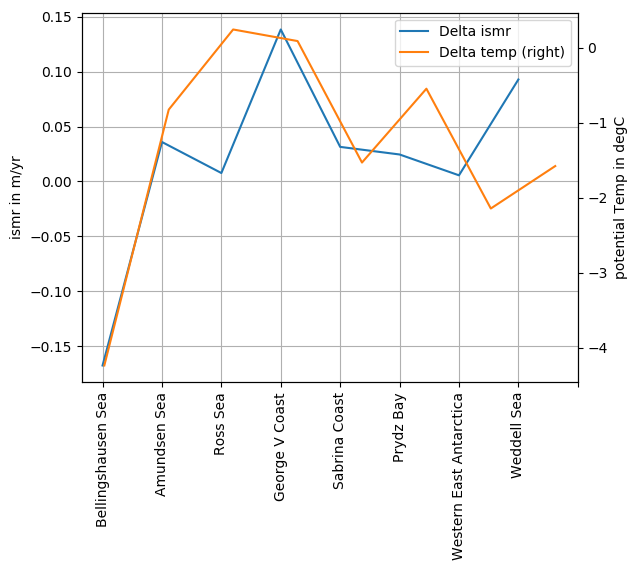 Delta ismr
Delta temp (right)
0.15
0.10
0.05
0.00
−0.05
−0.10
−0.15
ismr in m/yr
0
−1
−2
−3
−4
potential Temp in degC
Bellingshausen Sea
Amundsen Sea
Ross Sea
George V Coast
Sabrina Coast
Prydz Bay
Western East Antarctica
Weddell Sea